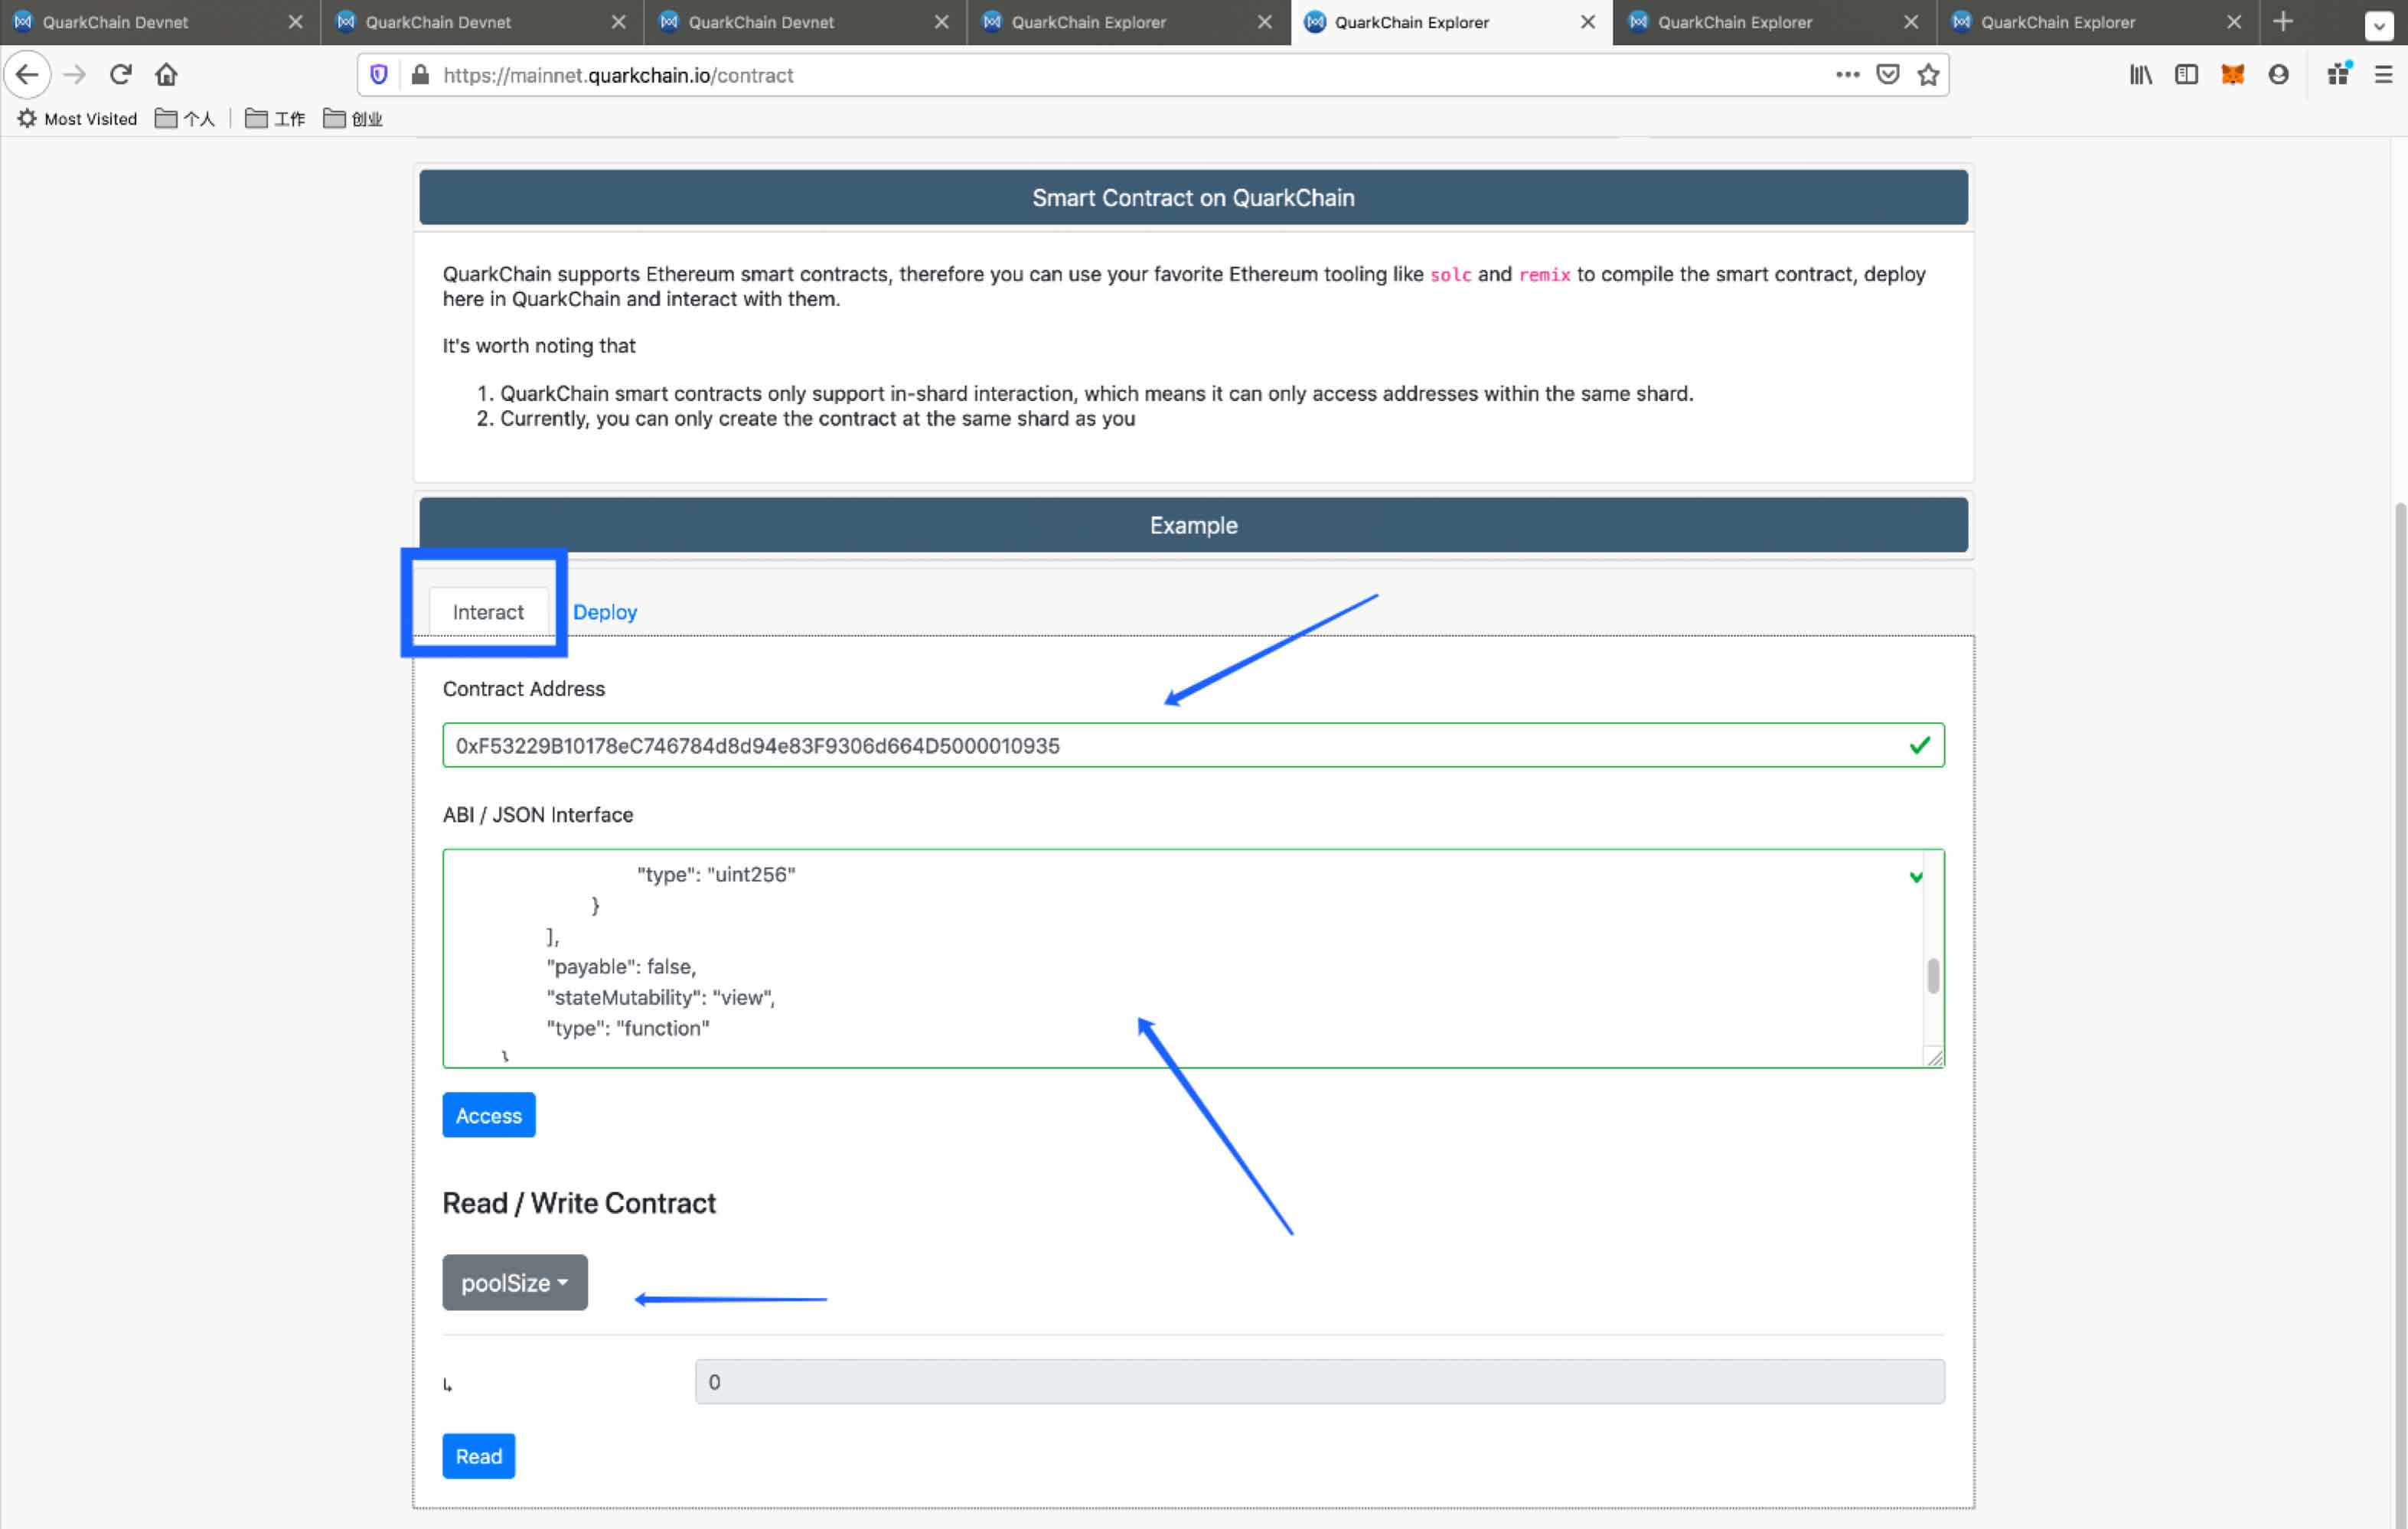 QuarkChain Devnet
QuarkChain Devnet
QuarkChain Devnet
QuarkChain Explorer
QuarkChain Explorer
QuarkChain Explorer
QuarkChain Explorer
https://mainnet.quarkchain.io/contract
Most Visited 个人 工作 创业
Smart Contract on QuarkChain
QuarkChain supports Ethereum smart contracts, therefore you can use your favorite Ethereum tooling like solc and remix to compile the smart contract, deploy
here in QuarkChain and interact with them.
It's worth noting that
1. QuarkChain smart contracts only support in-shard interaction, which means it can only access addresses within the same shard.
2. Currently, you can only create the contract at the same shard as you
Example
Interact Deploy
Contract Address
0xF53229B10178eC746784d8d94e83F9306d664D5000010935
ABI / JSON Interface
"type": "uint256"
}
],
"payable": false,
"stateMutability": "view",
"type": "function"
}
Access
Read / Write Contract
poolSize
↳ 0
Read